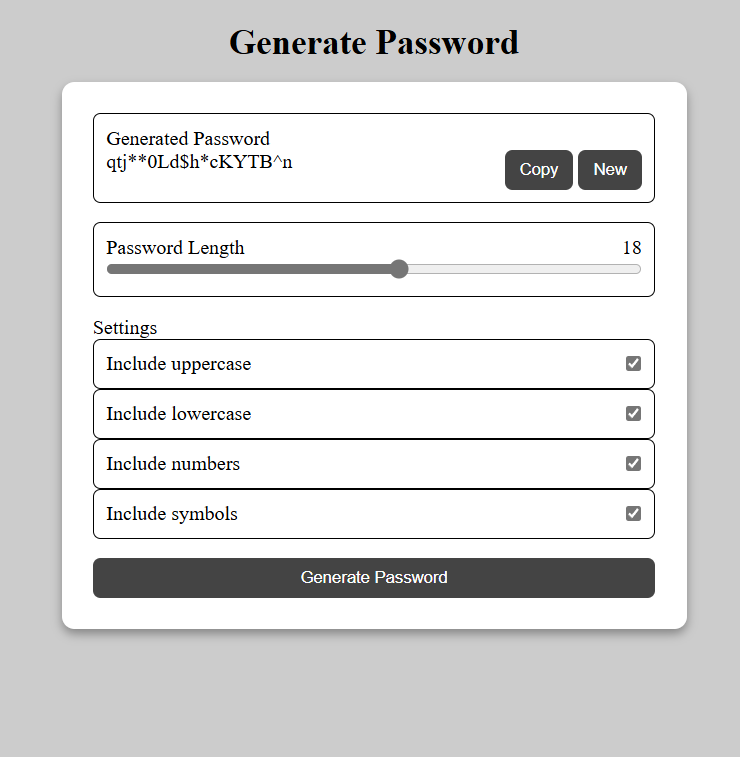 Generate Password
Generated Password
qtj**0Ld$h*cKYTB^n
Copy New
Password Length 18
Settings
Include uppercase
Include lowercase
Include numbers
Include symbols
Generate Password